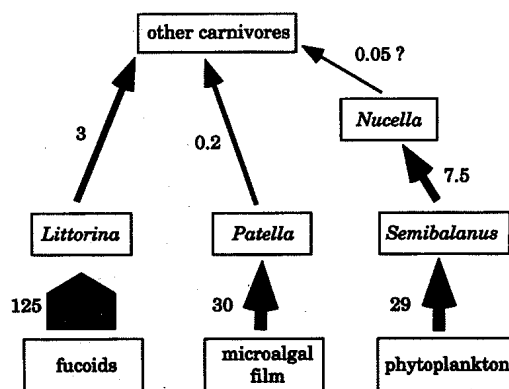 other carnivores
0.05 ?
Nucella
3
0.2
7.5
Littorina
Patella
Semibalanus
125
30
29
fucoids
microalgal
film
phytoplankton